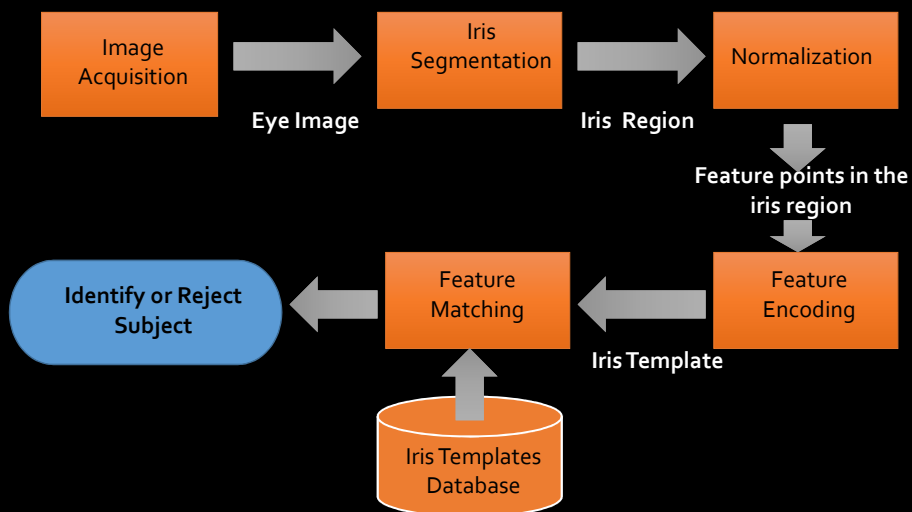 Image
Acquisition
Eye Image
Iris
Segmentation
Iris Region
Normalization
Feature points in the
iris region
Feature
Encoding
Iris Template
Feature
Matching
Iris Templates
Database
Identify or Reject
Subject